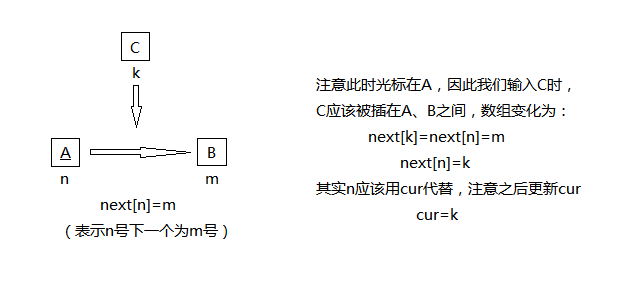 C
k
A
B
n
m
next[n]=m
（表示n号下一个为m号）
注意此时光标在A，因此我们输入C时，
C应该被插在A、B之间，数组变化为：
next[k]=next[n]=m
next[n]=k
其实n应该用cur代替，注意之后更新cur
cur=k